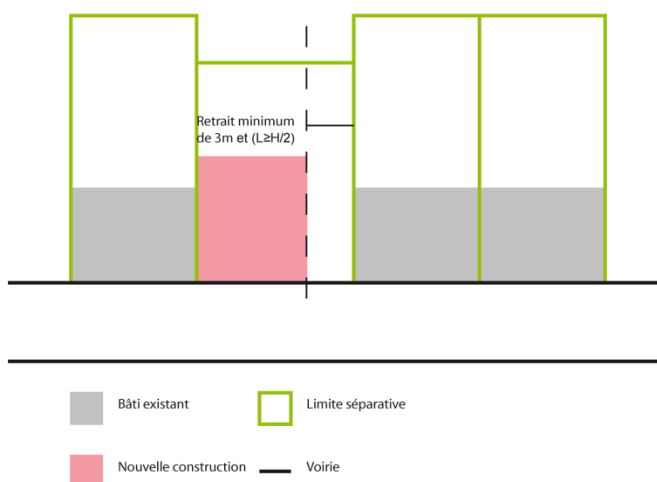 Retrait minimum
de 3m et (L≥H/2)
Bâti existant
Limite séparative
Nouvelle construction
Voirie